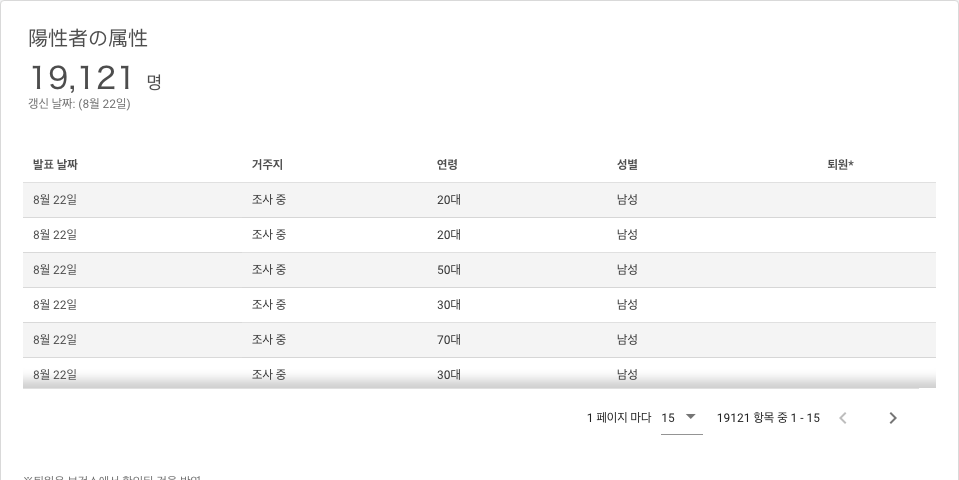 陽性者の属性
19,121 명
갱신 날짜: (8월 22일)
발표 날짜 거주지 연령 성별 퇴원*
8월 22일 조사 중 20대 남성
8월 22일 조사 중 20대 남성
8월 22일 조사 중 50대 남성
8월 22일 조사 중 30대 남성
8월 22일 조사 중 70대 남성
8월 22일 조사 중 30대 남성
1 페이지 마다 15 19121 항목 중 1 - 15